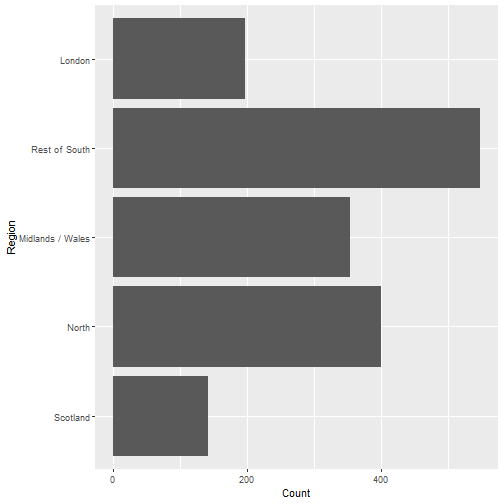 London
Rest of South
Midlands / Wales
North
Scotland
Region
0 200 400
Count